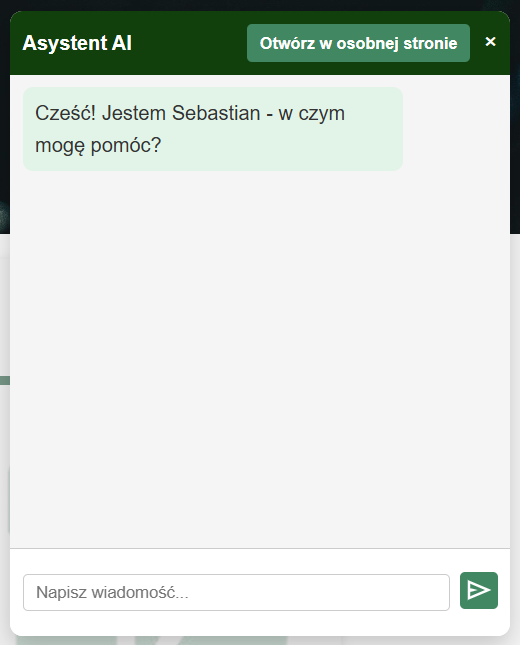 Asystent AI
Otwórz w osobnej stronie
×
Cześć! Jestem Sebastian - w czym
mogę pomóc?
Napisz wiadomość...